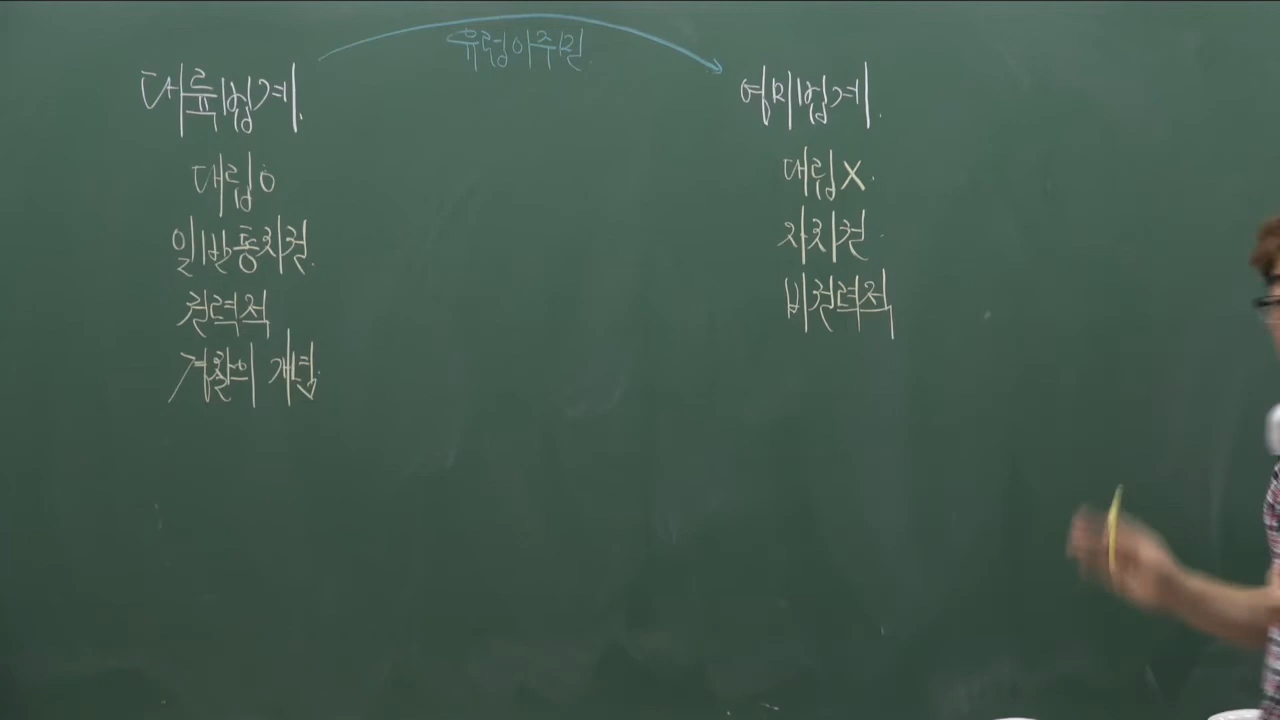 유럽이주민
대륙법계
대립 O
일반통치권
권력적
경찰의 개념
영미법계
대립 X
자치권
비권력적